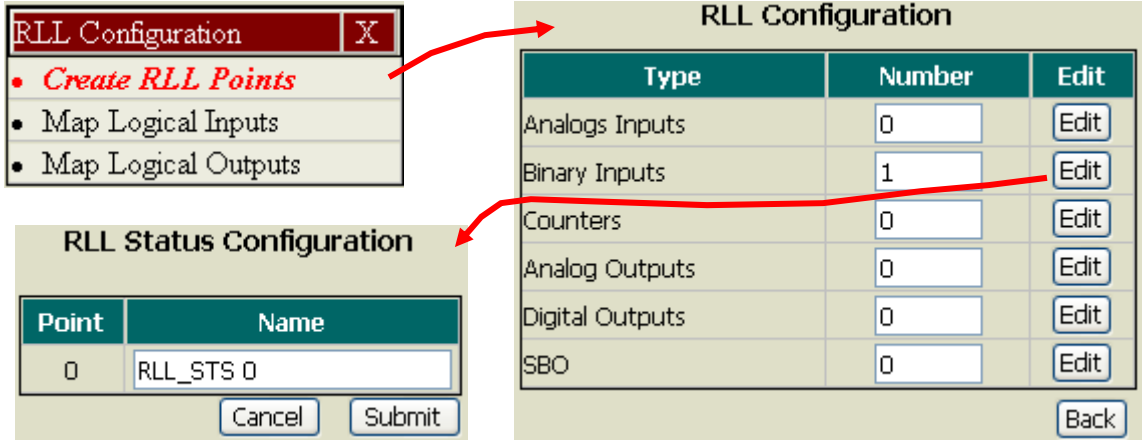 RLL Configuration X
• Create RLL Points
• Map Logical Inputs
• Map Logical Outputs
RLL Configuration
Type Number Edit
Analogs Inputs 0 Edit
Binary Inputs 1 Edit
Counters 0 Edit
Analog Outputs 0 Edit
Digital Outputs 0 Edit
SBO 0 Edit
Back
RLL Status Configuration
Point Name
0 RLL_STS 0
Cancel Submit